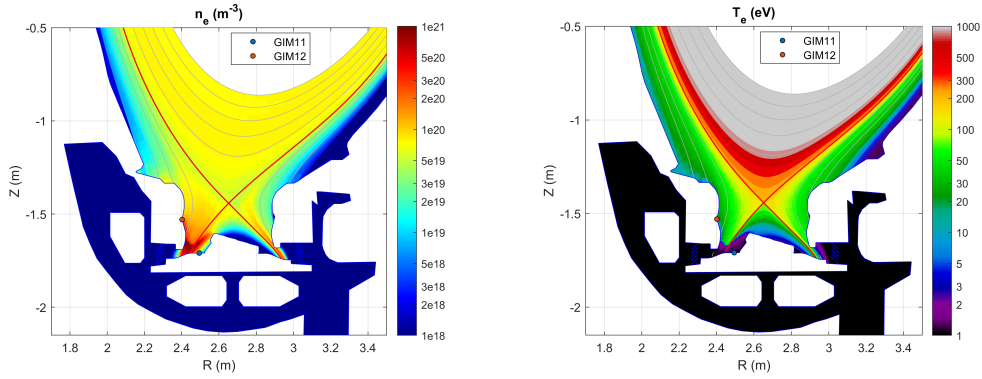 n_e (m^-3)
GIM11
GIM12
-0.5
-1
-1.5
-2
Z (m)
1.8 2 2.2 2.4 2.6 2.8 3 3.2 3.4
R (m)
1e21
5e20
2e20
1e20
5e19
3e19
2e19
1e19
5e18
2e18
1e18
T_e (eV)
GIM11
GIM12
-0.5
-1
-1.5
-2
Z (m)
1.8 2 2.2 2.4 2.6 2.8 3 3.2 3.4
R (m)
1000
500
300
200
100
50
30
20
10
5
3
2
1